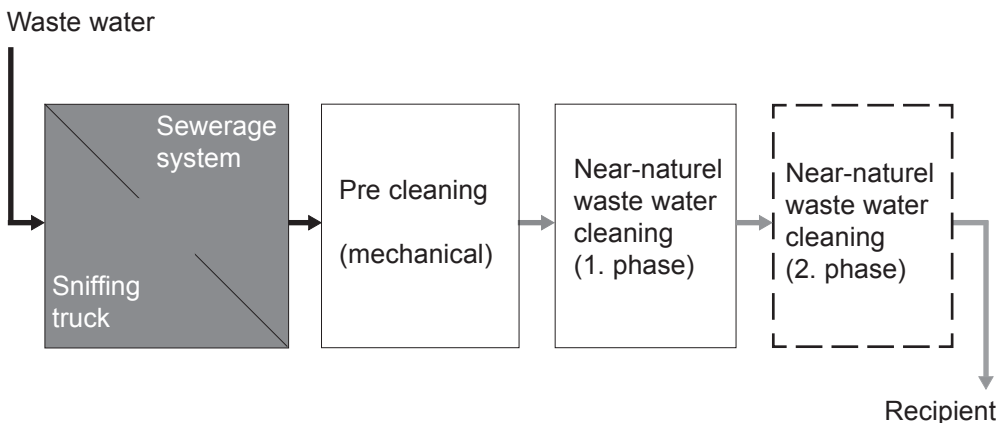 Waste water
Sewerage
system
Sniffing
truck
Pre cleaning
(mechanical)
Near-naturel
waste water
cleaning
(1. phase)
Near-naturel
waste water
cleaning
(2. phase)
Recipient